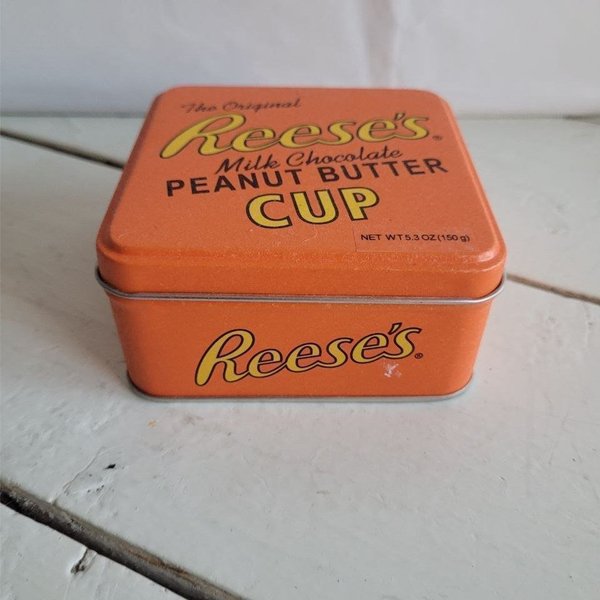 The Original
Reese's®
Milk Chocolate
PEANUT BUTTER
CUP
NET WT 5.3 OZ (150 g)
Reese's®